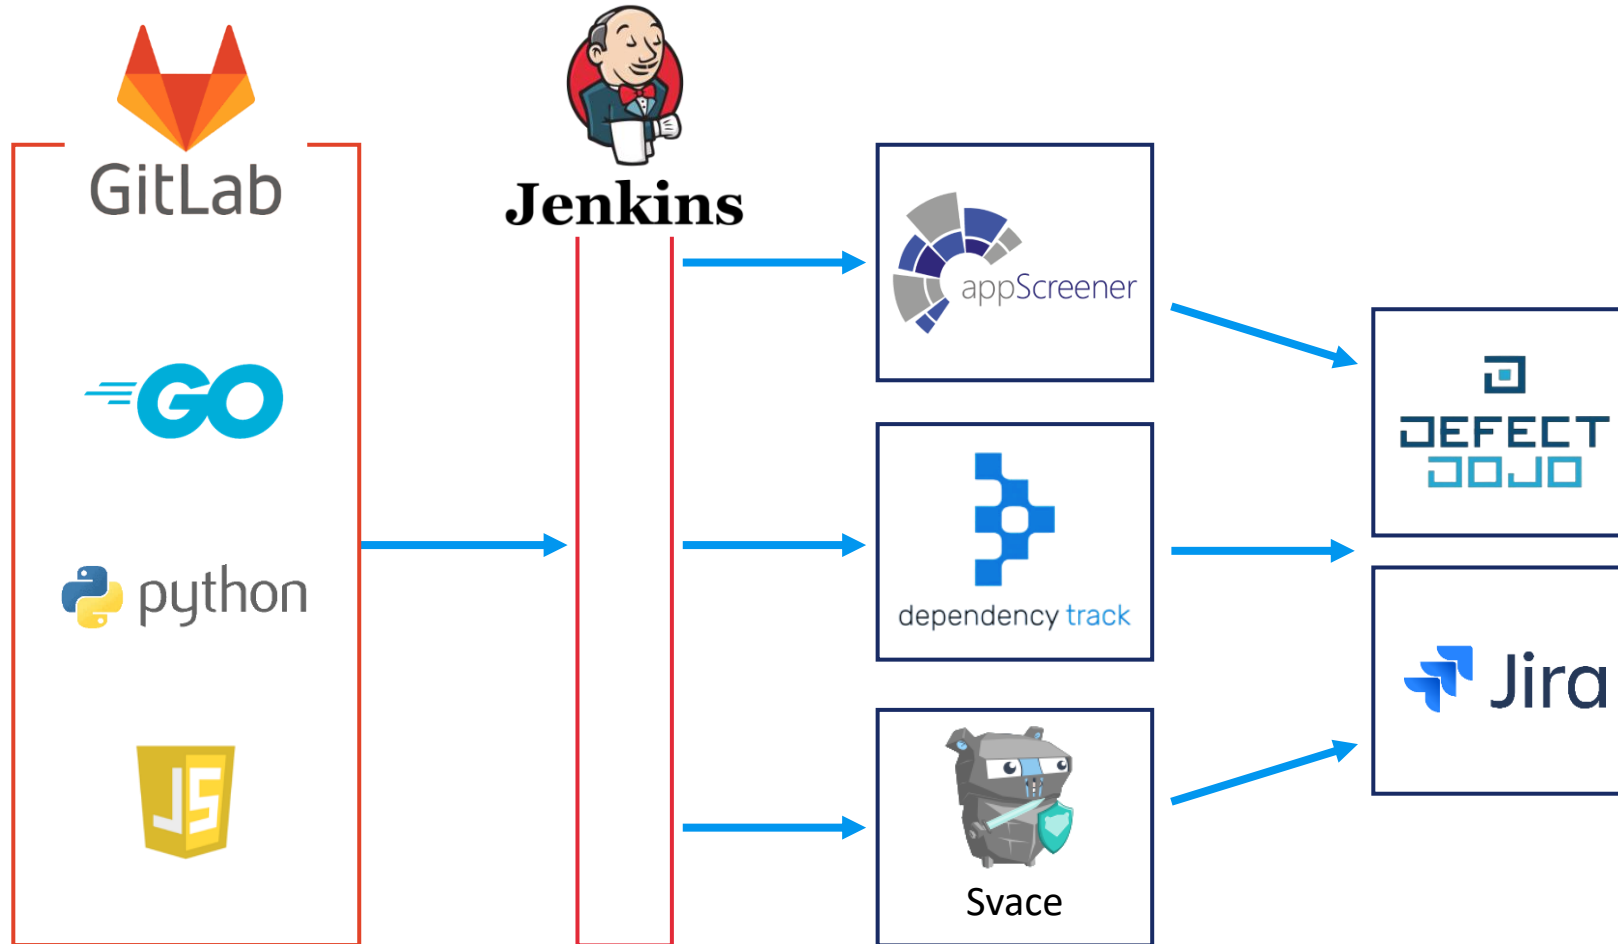 GitLab
GO
python
JS
Jenkins
appScreener
dependency track
Svace
DEFECT
DOJO
Jira